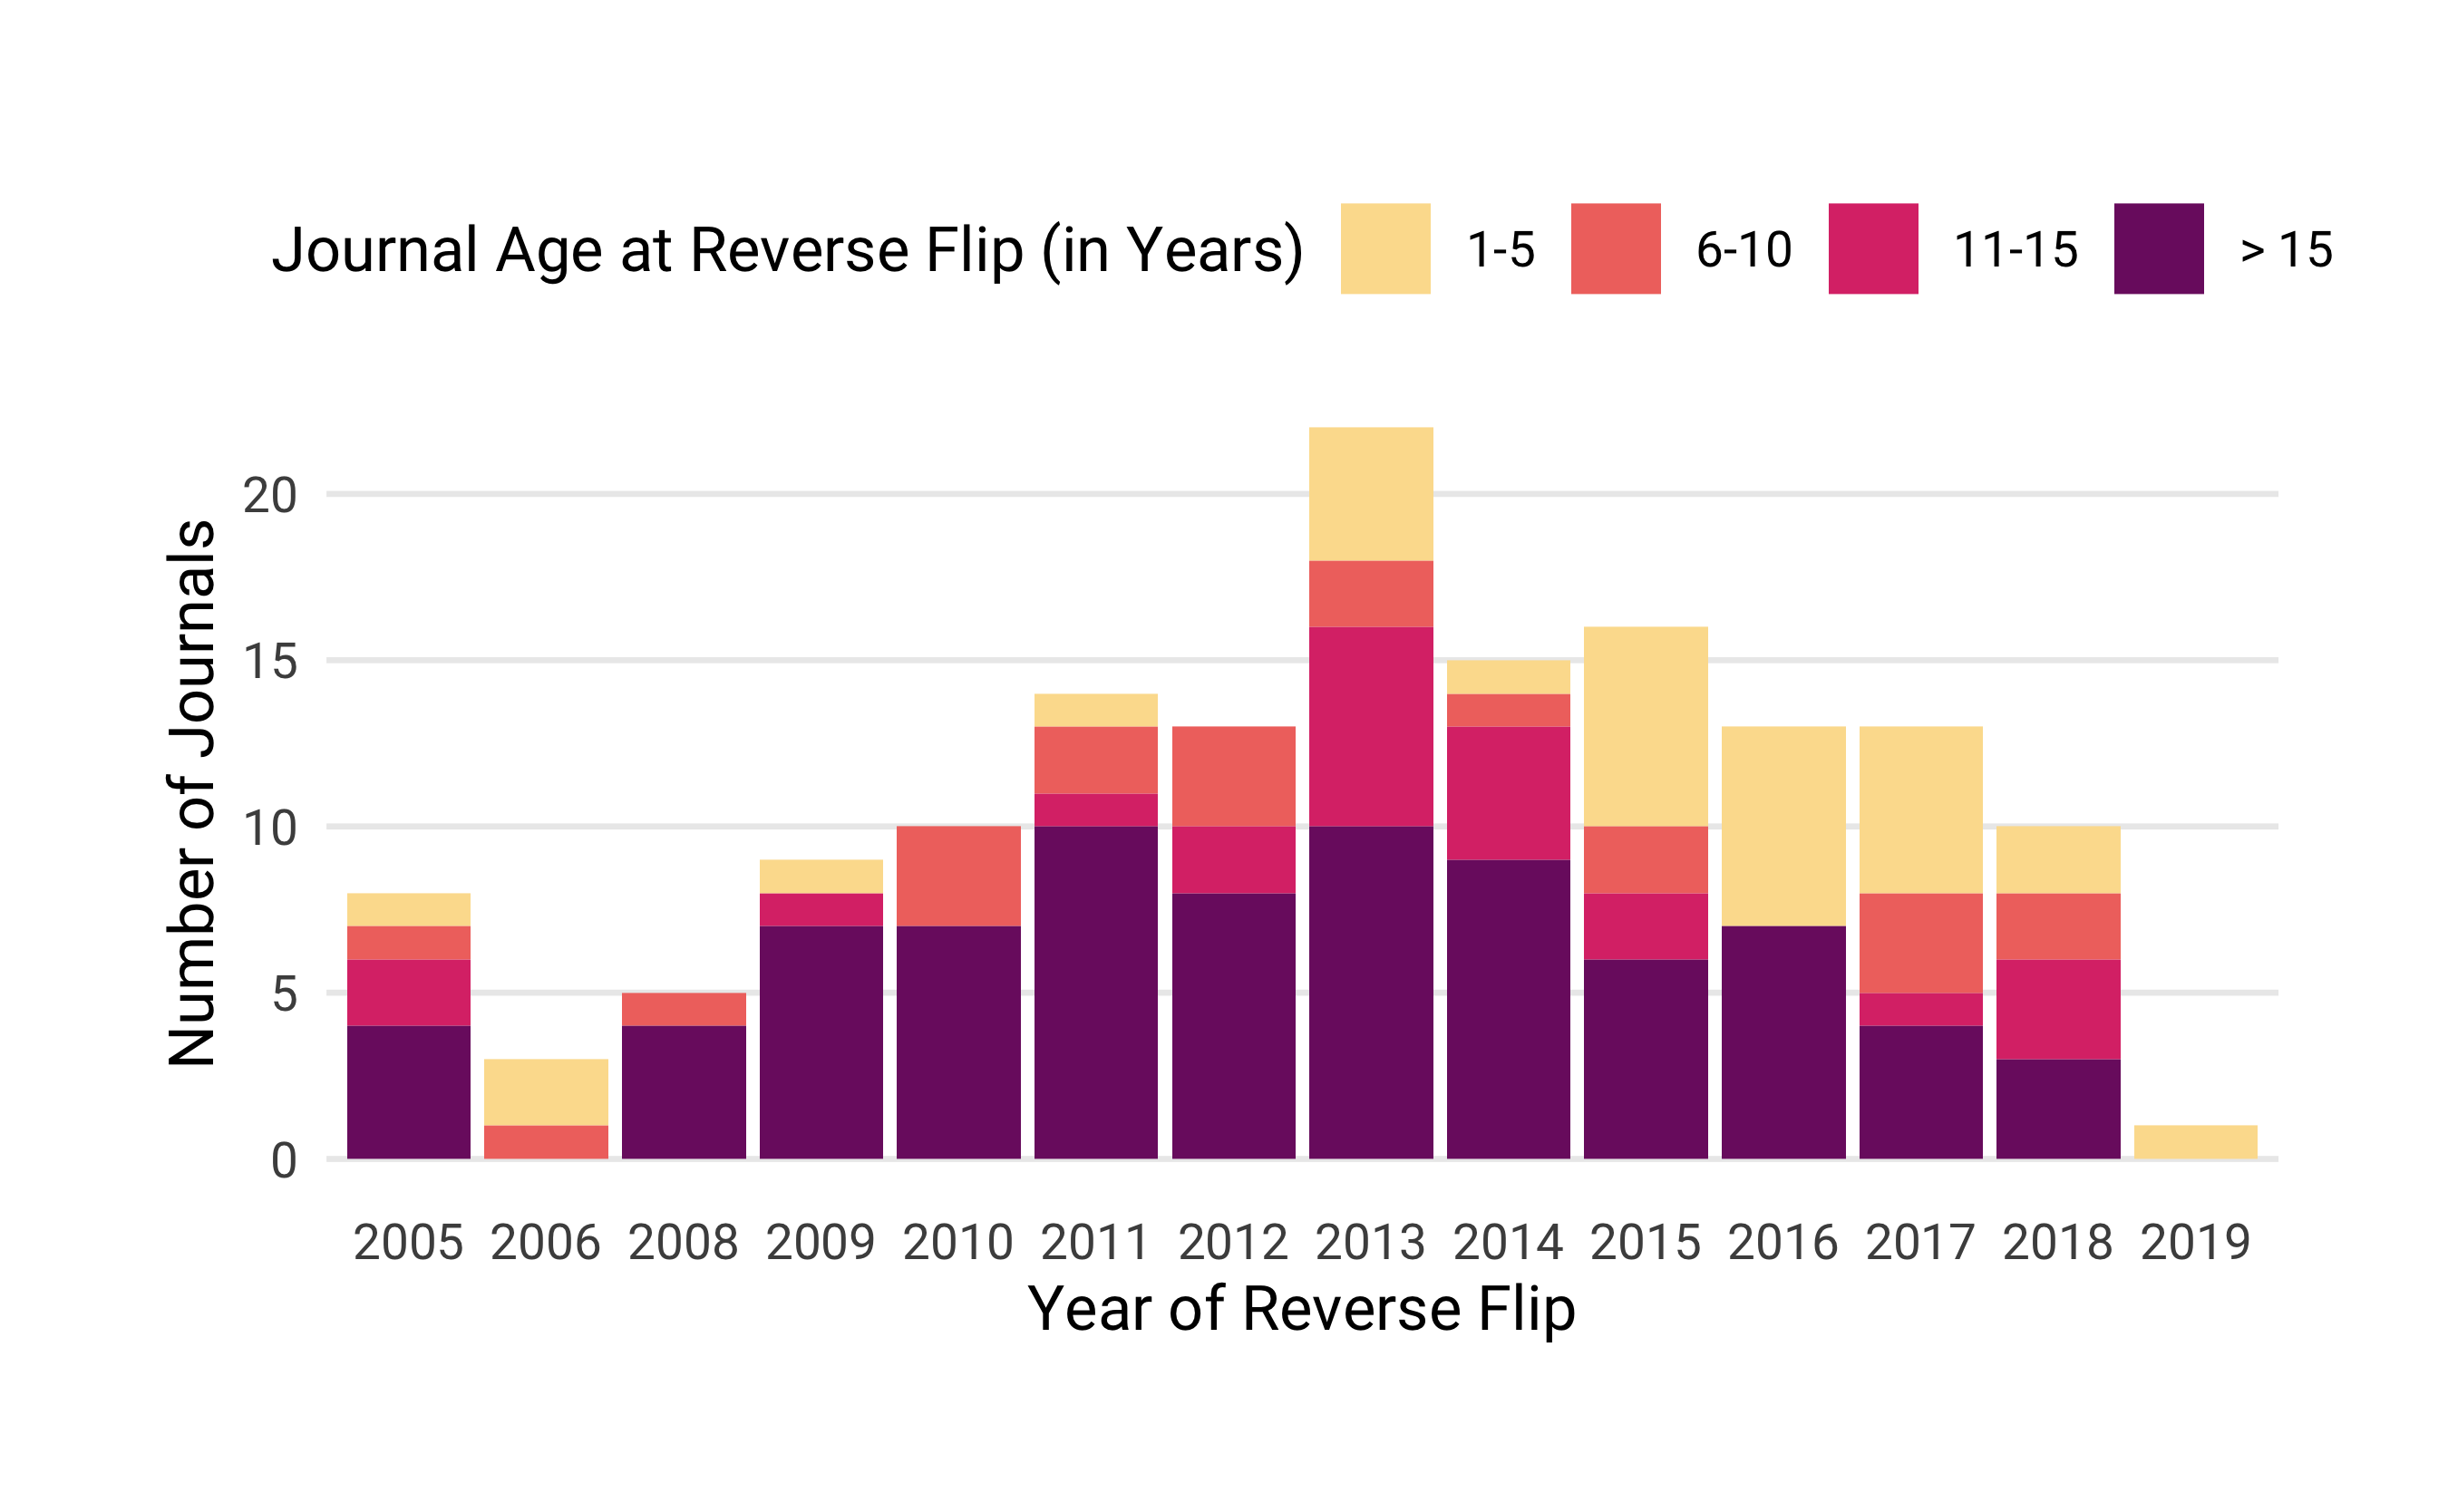 Journal Age at Reverse Flip (in Years) 1-5 6-10 11-15 > 15
Number of Journals
20
15
10
5
0
2005 2006 2008 2009 2010 2011 2012 2013 2014 2015 2016 2017 2018 2019
Year of Reverse Flip